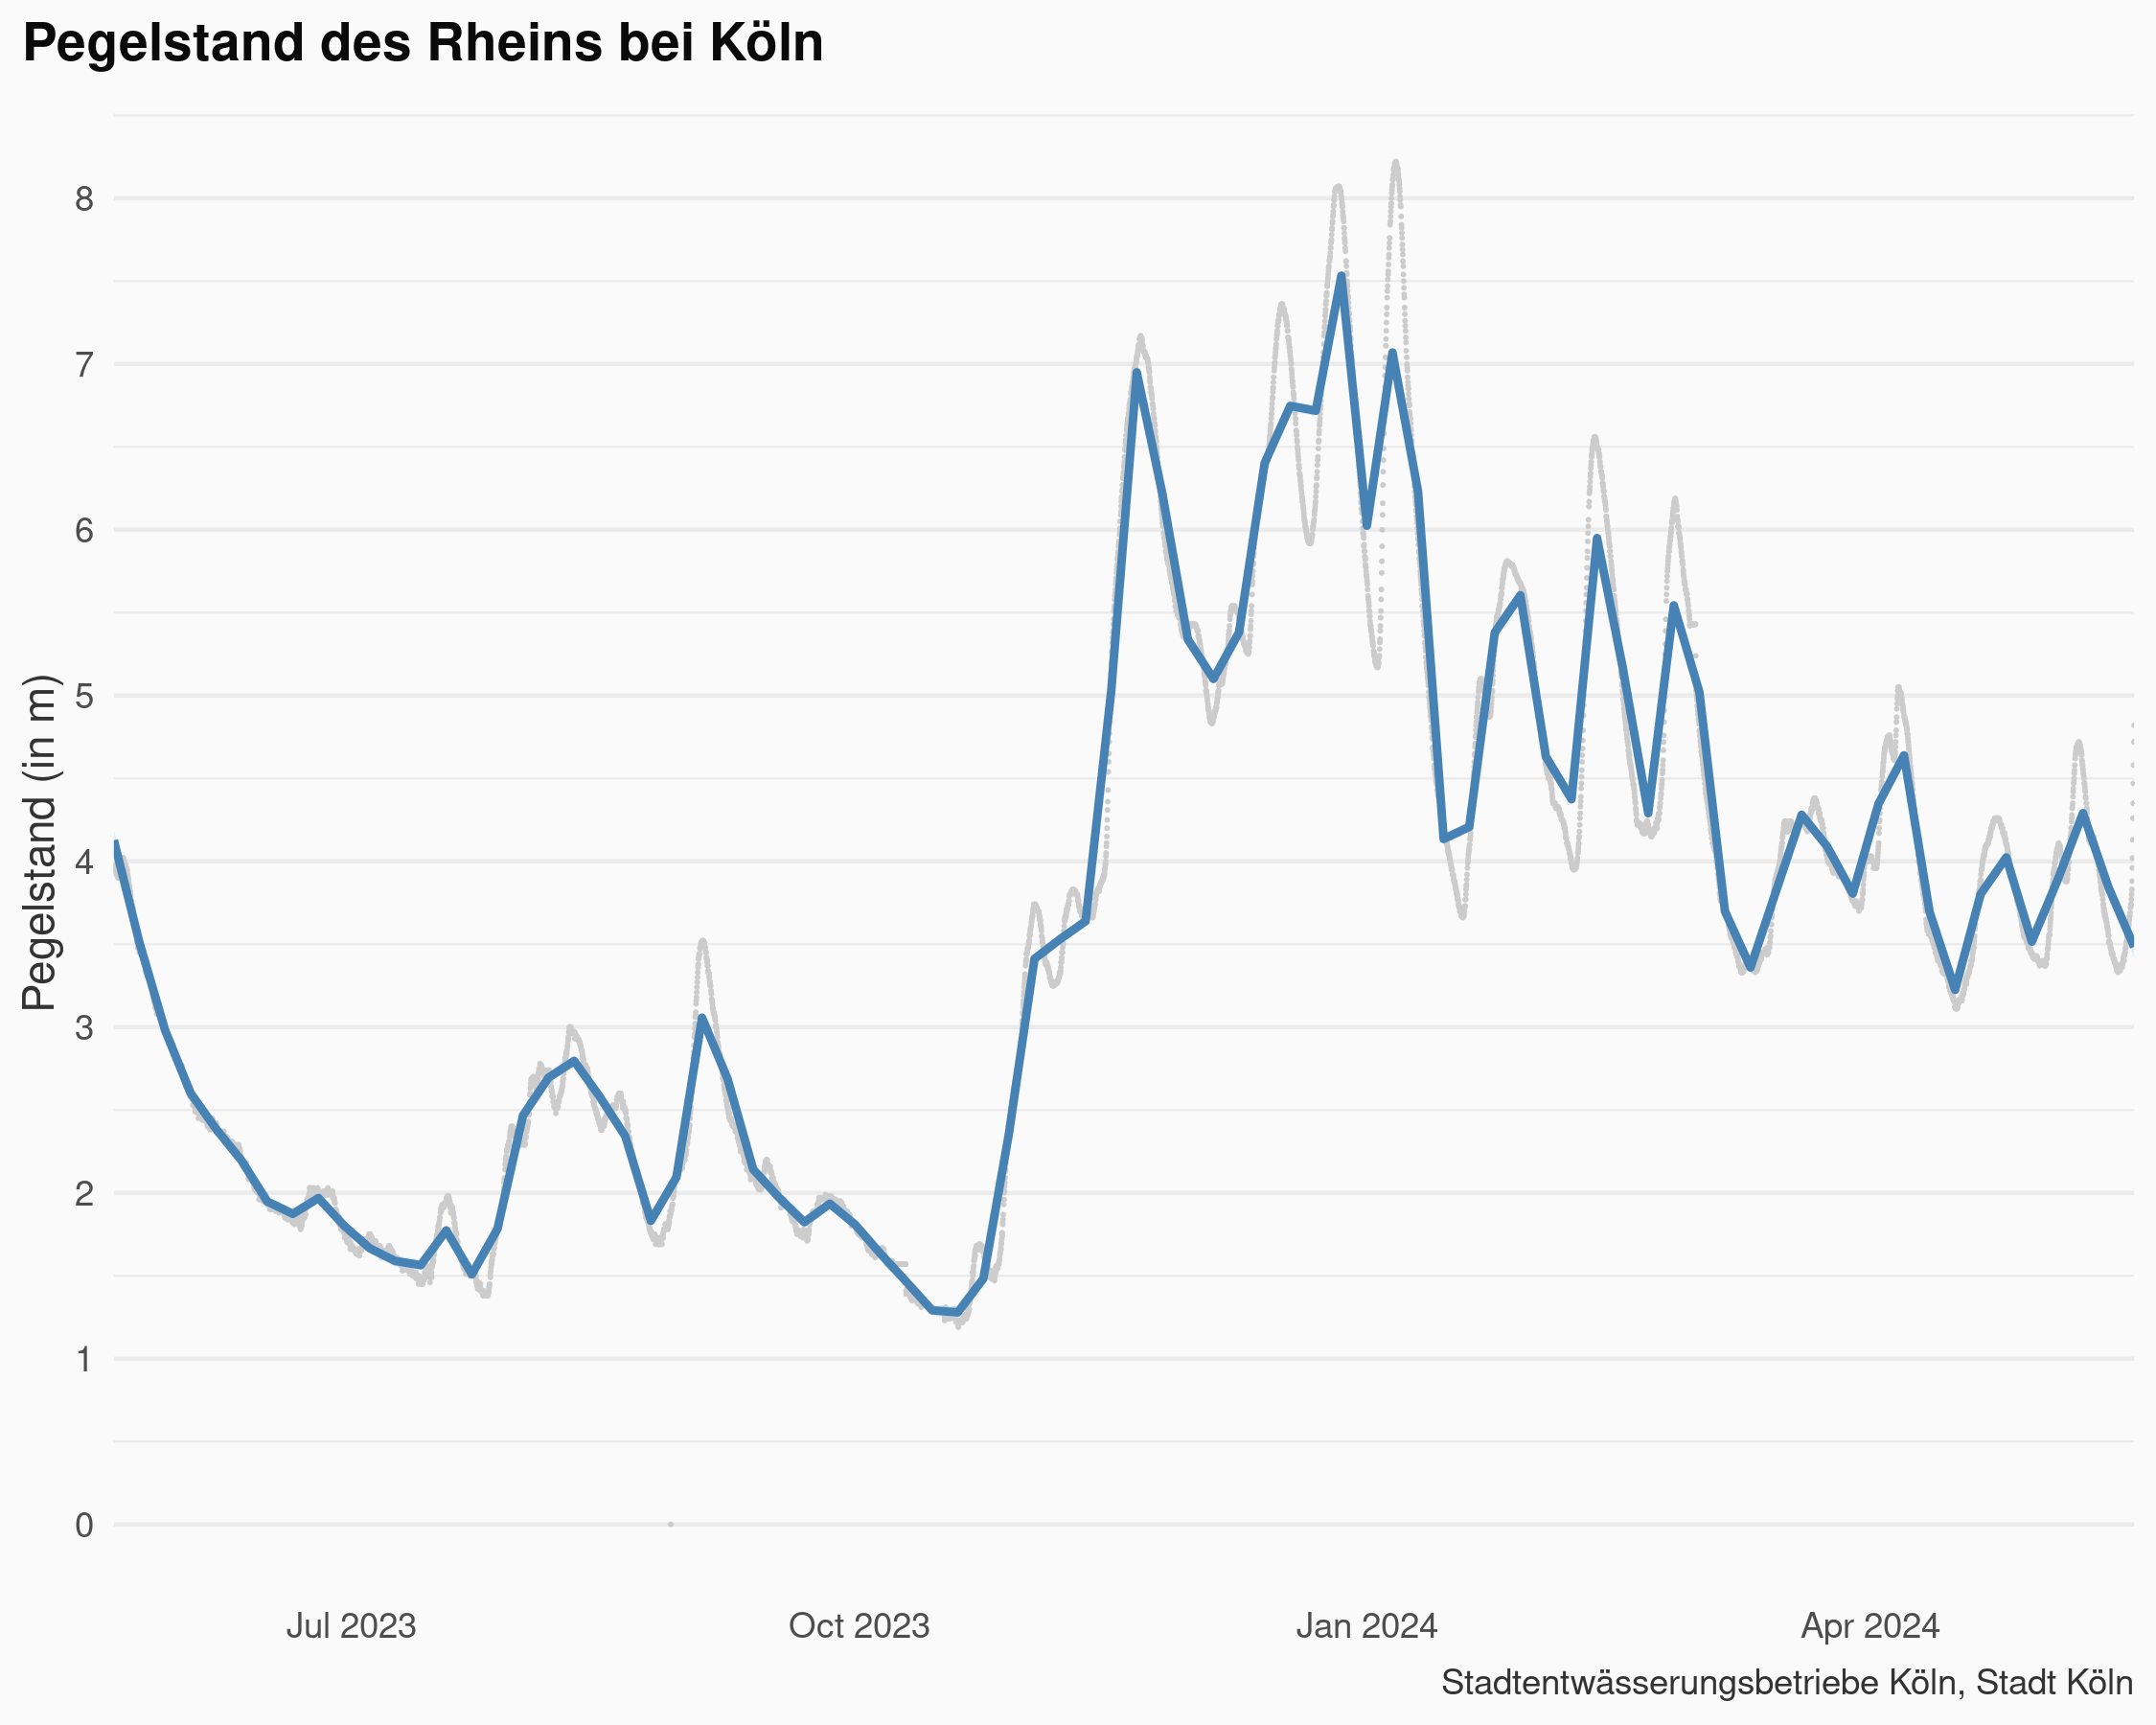 Pegelstand des Rheins bei Köln
Pegelstand (in m)
8
7
6
5
4
3
2
1
0
Jul 2023
Oct 2023
Jan 2024
Apr 2024
Stadtentwässerungsbetriebe Köln, Stadt Köln